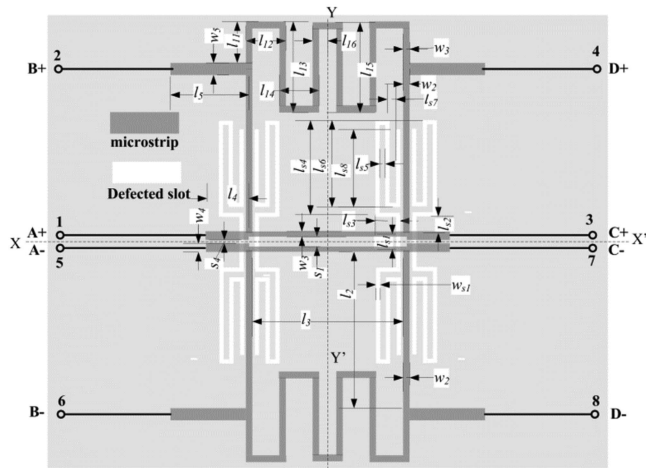 Y
2
4
B+
D+
w5
l11
l12
l13
l16
l15
w3
w2
ls7
l14
l5
microstrip
Defected slot
ls4
ls6
ls8
ls5
l4
w4
ls3
ls1
ls2
X
A+
1
3
C+
X'
A-
5
7
C-
s4
w3
s1
l2
ws1
l3
Y'
w2
6
8
B-
D-